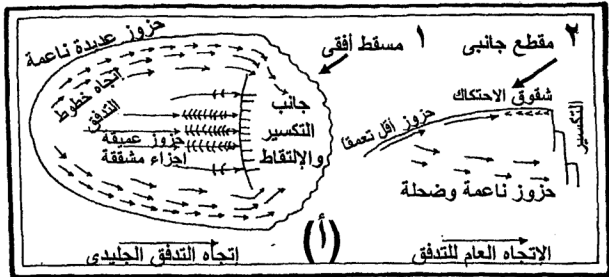 ١ مسقط أفقى
حزوز عديدة ناعمة
اتجاه خطوط
التدفق
حزوز عميقة
اجزاء مشققة
جانب
التكسير
والإلتقاط
(أ)
إتجاه التدفق الجليدى
٢ مقطع جانبى
شقوق الاحتكاك
حزوز أقل تعمقا
التكسير
حزوز ناعمة وضحلة
الإتجاه العام للتدفق